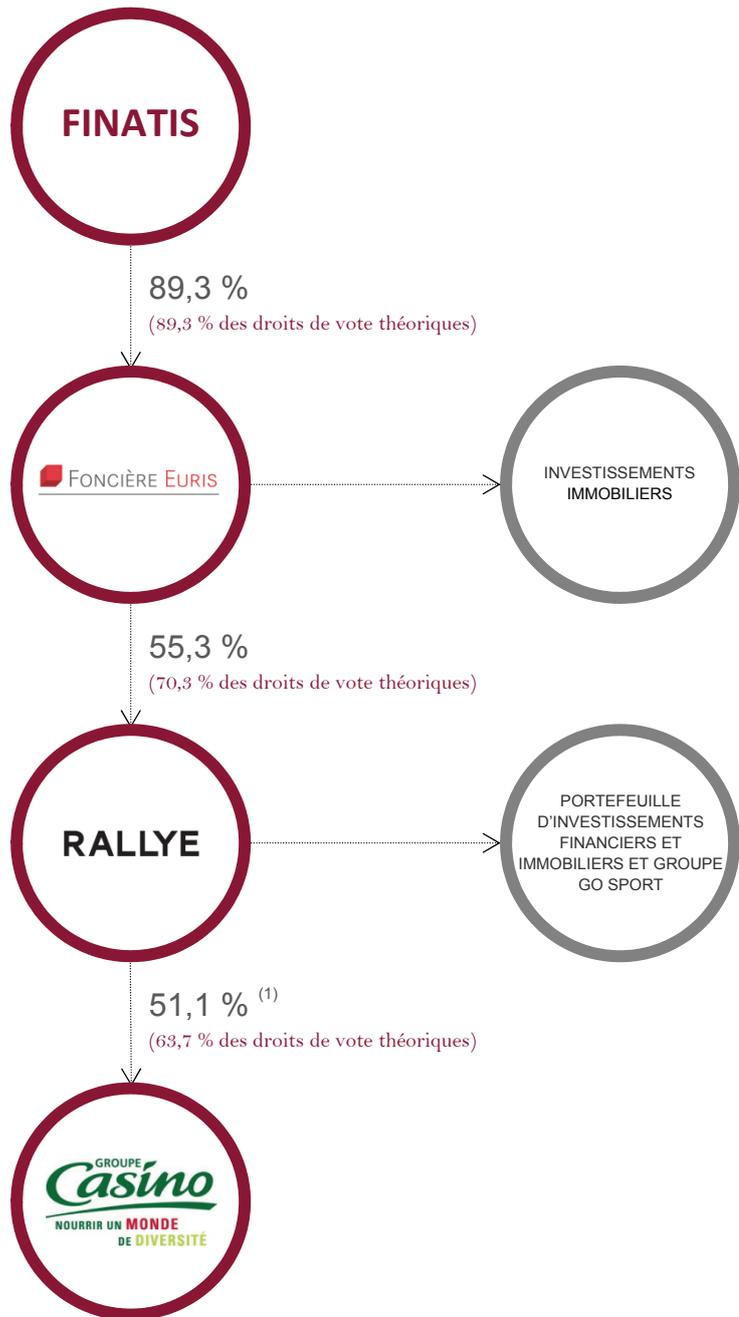 FINATIS
89,3 %
(89,3 % des droits de vote théoriques)
FONCIÈRE EURIS
INVESTISSEMENTS
IMMOBILIERS
55,3 %
(70,3 % des droits de vote théoriques)
RALLYE
PORTEFEUILLE
D'INVESTISSEMENTS
FINANCIERS ET
IMMOBILIERS ET GROUPE
GO SPORT
51,1 % (1)
(63,7 % des droits de vote théoriques)
GROUPE
Casino
NOURRIR UN MONDE
DE DIVERSITÉ